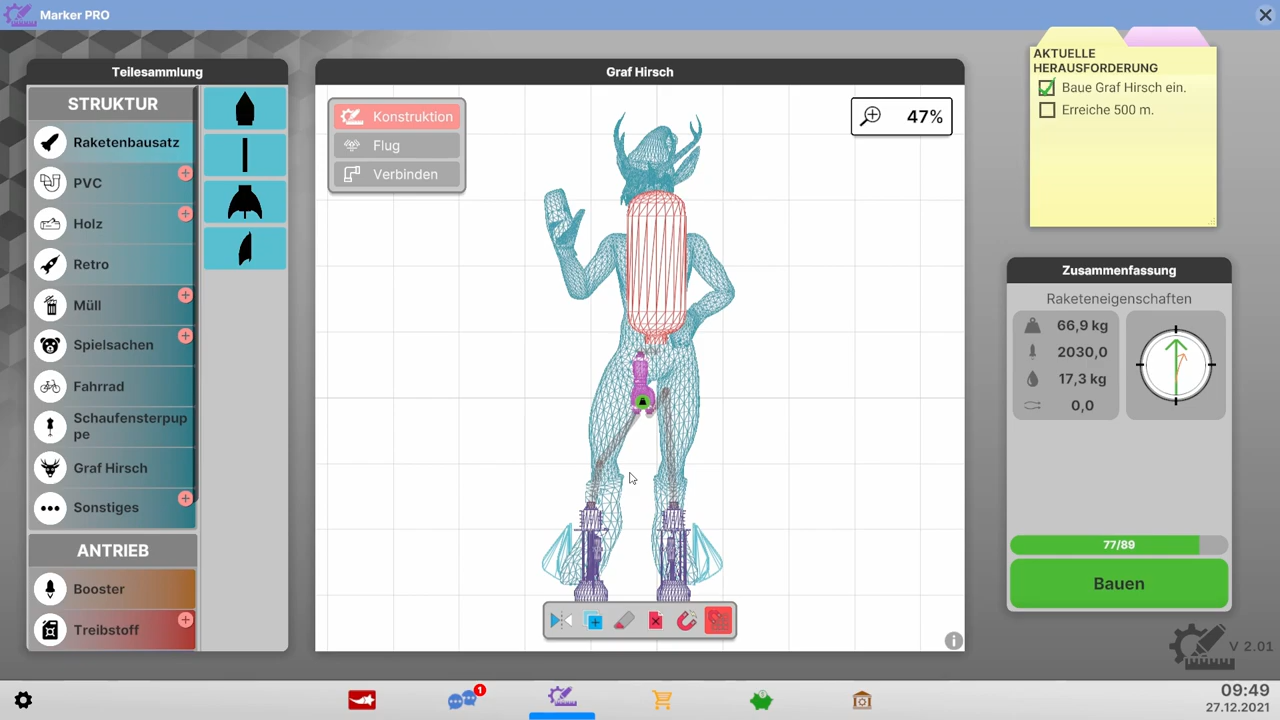 Marker PRO
Teilesammlung
STRUKTUR
Raketenbausatz
PVC
Holz
Retro
Müll
Spielsachen
Fahrrad
Schaufensterpup
pe
Graf Hirsch
Sonstiges
ANTRIEB
Booster
Treibstoff
Graf Hirsch
Konstruktion
Flug
Verbinden
47%
AKTUELLE
HERAUSFORDERUNG
Baue Graf Hirsch ein.
Erreiche 500 m.
Zusammenfassung
Raketeneigenschaften
66,9 kg
2030,0
17,3 kg
0,0
77/89
Bauen
V 2.01
1
09:49
27.12.2021